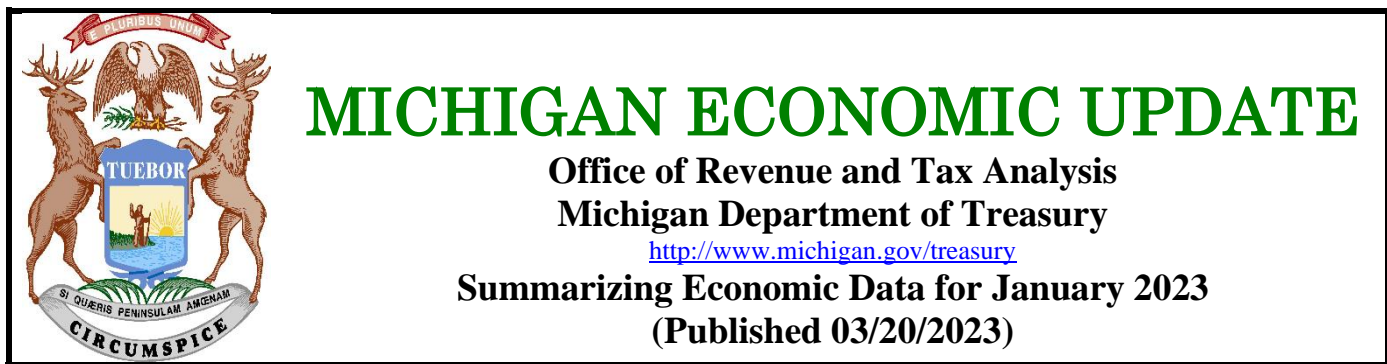 E PLURIBUS UNUM
TUEBOR
SI QUÆRIS PENINSULAM AMŒNAM
CIRCUMSPICE
MICHIGAN ECONOMIC UPDATE
Office of Revenue and Tax Analysis
Michigan Department of Treasury
http://www.michigan.gov/treasury
Summarizing Economic Data for January 2023
(Published 03/20/2023)